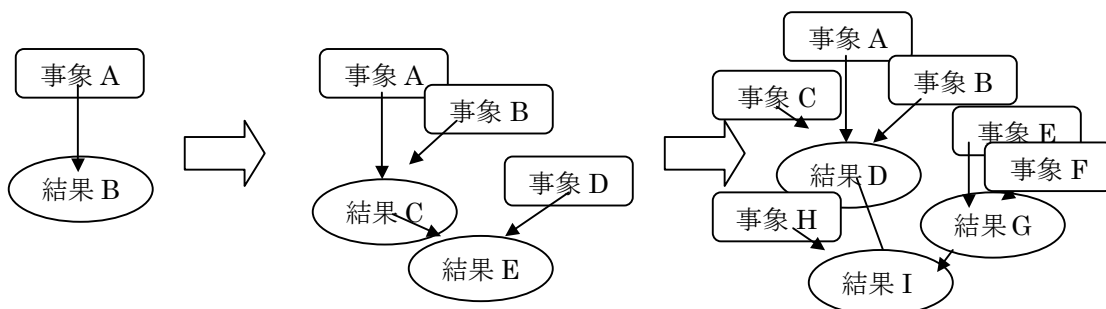 事象 A
結果 B
事象 A
事象 B
事象 D
結果 C
結果 E
事象 A
事象 B
事象 C
事象 E
事象 F
結果 D
事象 H
結果 G
結果 I